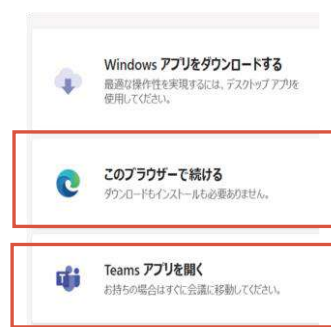 Windows アプリをダウンロードする
最適な操作性を実現するには、デスクトップ アプリを
使用してください。
このブラウザーで続ける
ダウンロードもインストールも必要ありません。
Teams アプリを開く
お持ちの場合はすぐに会議に移動してください。